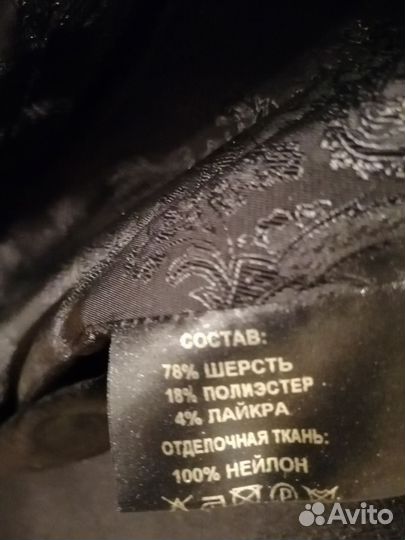 СОСТАВ:
78% ШЕРСТЬ
18% ПОЛИЭСТЕР
4% ЛАЙКРА
ОТДЕЛОЧНАЯ ТКАНЬ:
100% НЕЙЛОН
Avito